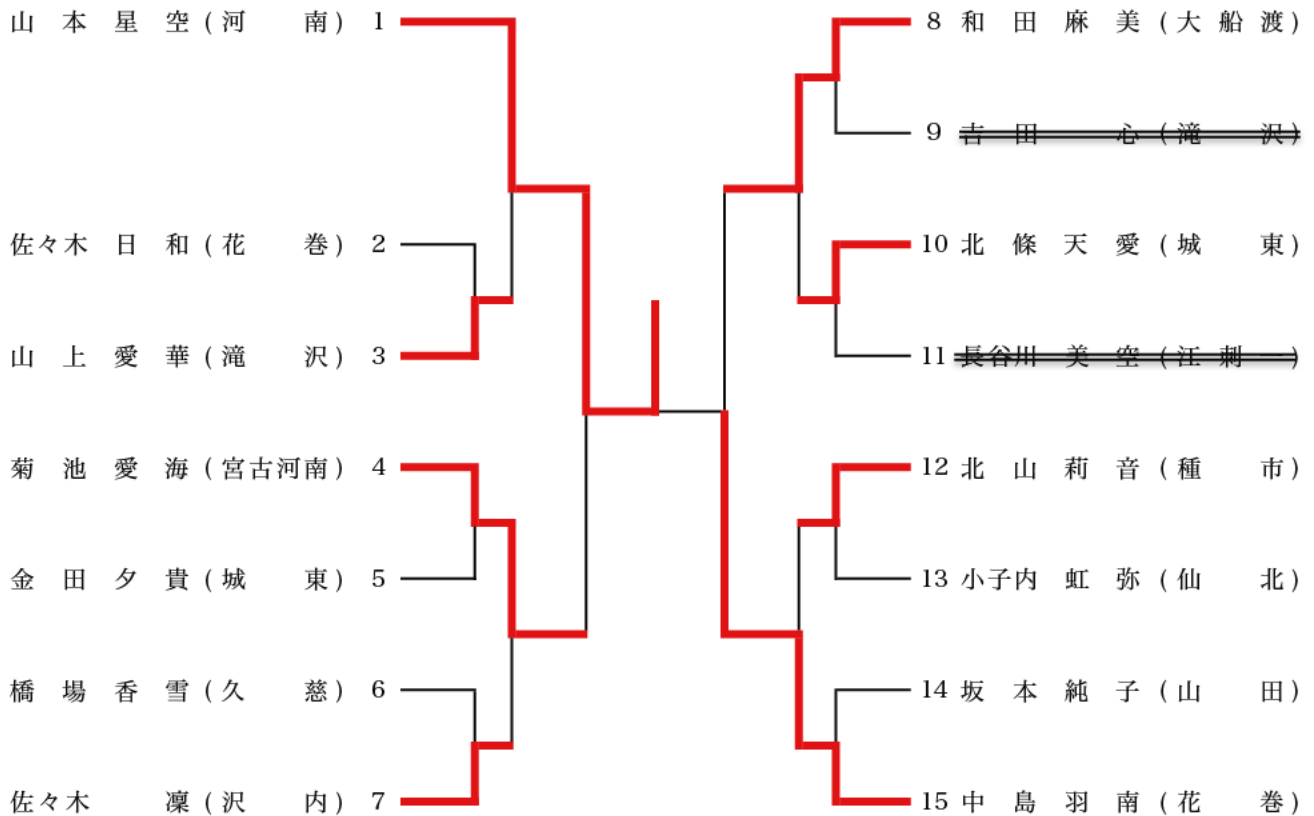 山本星空(河南) 1
佐々木日和(花巻) 2
山上愛華(滝沢) 3
菊池愛海(宮古河南) 4
金田夕貴(城東) 5
橋場香雪(久慈) 6
佐々木凜(沢内) 7
8 和田麻美(大船渡)
9 吉田心(滝沢)
10 北條天愛(城東)
11 長谷川美空(江刺一)
12 北山莉音(種市)
13 小子内虹弥(仙北)
14 坂本純子(山田)
15 中島羽南(花巻)